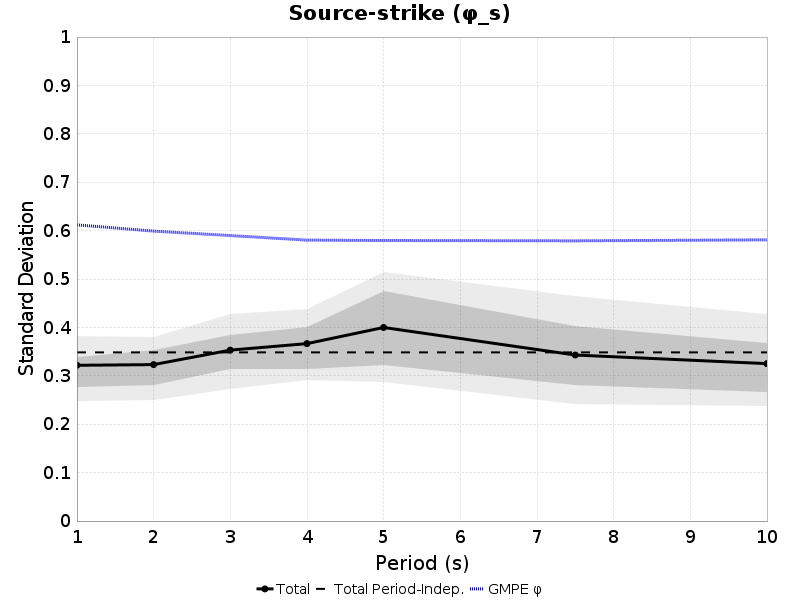 Source-strike (φ_s)
1
0.9
0.8
0.7
0.6
0.5
0.4
0.3
0.2
0.1
0
Standard Deviation
1 2 3 4 5 6 7 8 9 10
Period (s)
Total Total Period-Indep. GMPE φ